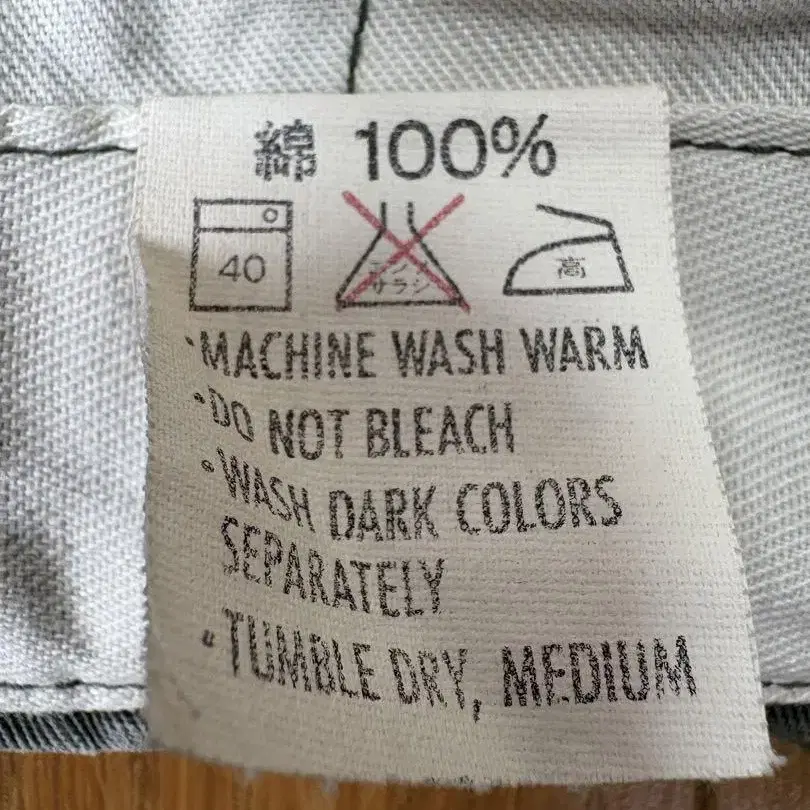 綿 100%
40 エンソ サラシ 高
·MACHINE WASH WARM
·DO NOT BLEACH
·WASH DARK COLORS
SEPARATELY
·TUMBLE DRY, MEDIUM